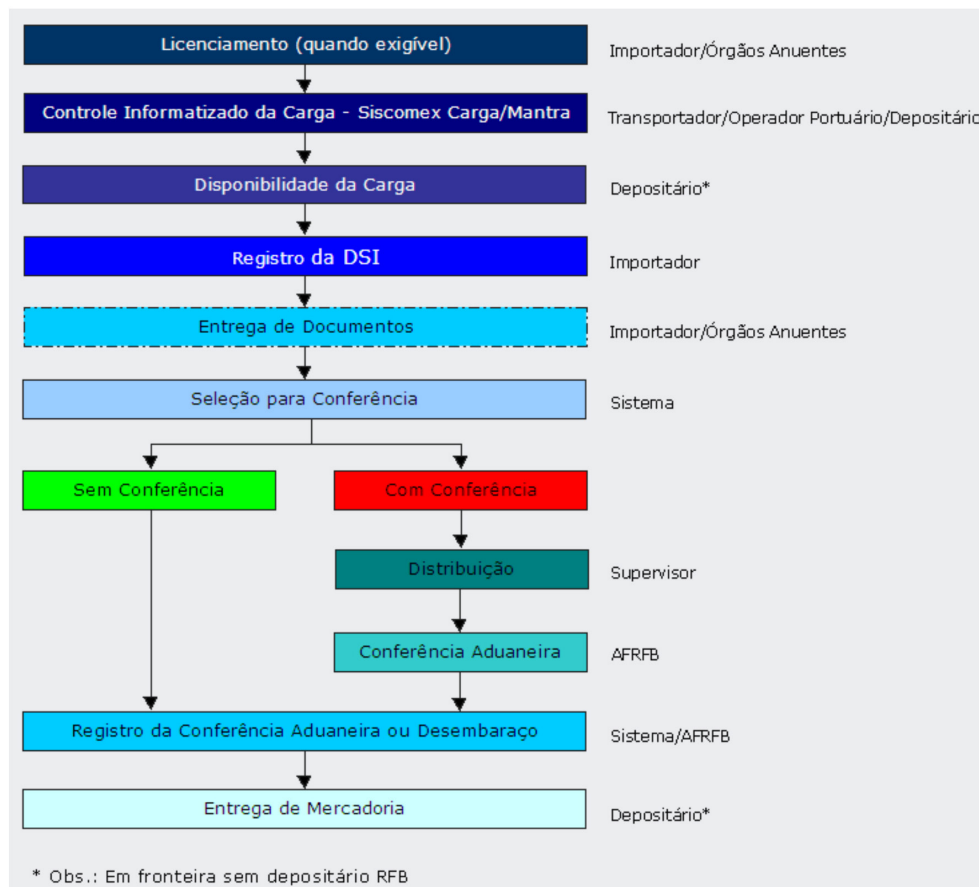 Licenciamento (quando exigível)
Importador/Órgãos Anuentes
Controle Informatizado da Carga - Siscomex Carga/Mantra
Transportador/Operador Portuário/Depositário
Disponibilidade da Carga
Depositário*
Registro da DSI
Importador
Entrega de Documentos
Importador/Órgãos Anuentes
Seleção para Conferência
Sistema
Sem Conferência
Com Conferência
Distribuição
Supervisor
Conferência Aduaneira
AFRFB
Registro da Conferência Aduaneira ou Desembaraço
Sistema/AFRFB
Entrega de Mercadoria
Depositário*
* Obs.: Em fronteira sem depositário RFB